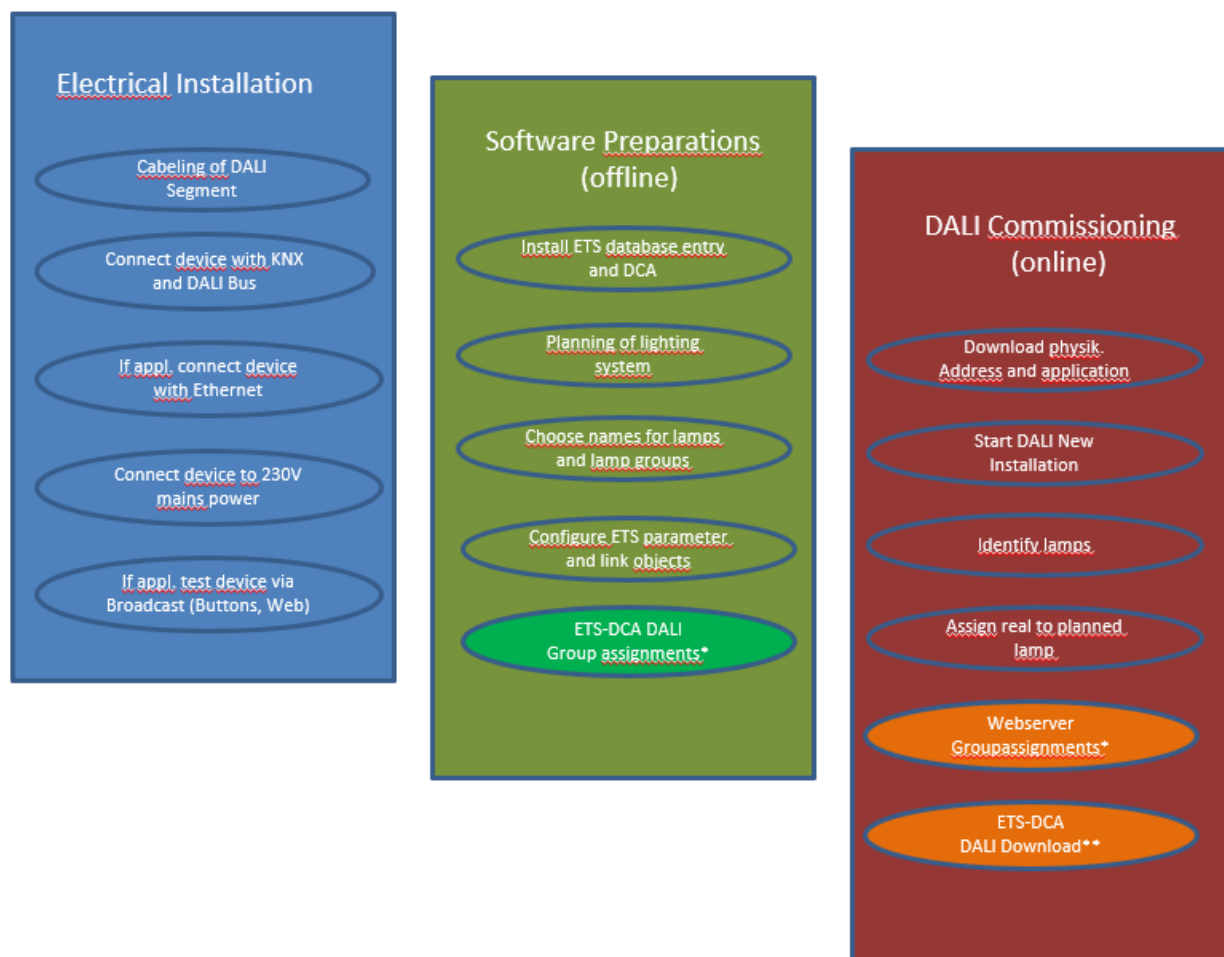 Electrical Installation
Cabeling of DALI
Segment
Connect device with KNX
and DALI Bus
If appl. connect device
with Ethernet
Connect device to 230V
mains power
If appl. test device via
Broadcast (Buttons, Web)
Software Preparations
(offline)
Install ETS database entry
and DCA
Planning of lighting
system
Choose names for lamps
and lamp groups
Configure ETS parameter
and link objects
ETS-DCA DALI
Group assignments*
DALI Commissioning
(online)
Download physik.
Address and application
Start DALI New
Installation
Identify lamps
Assign real to planned
lamp
Webserver
Groupassignments*
ETS-DCA
DALI Download**